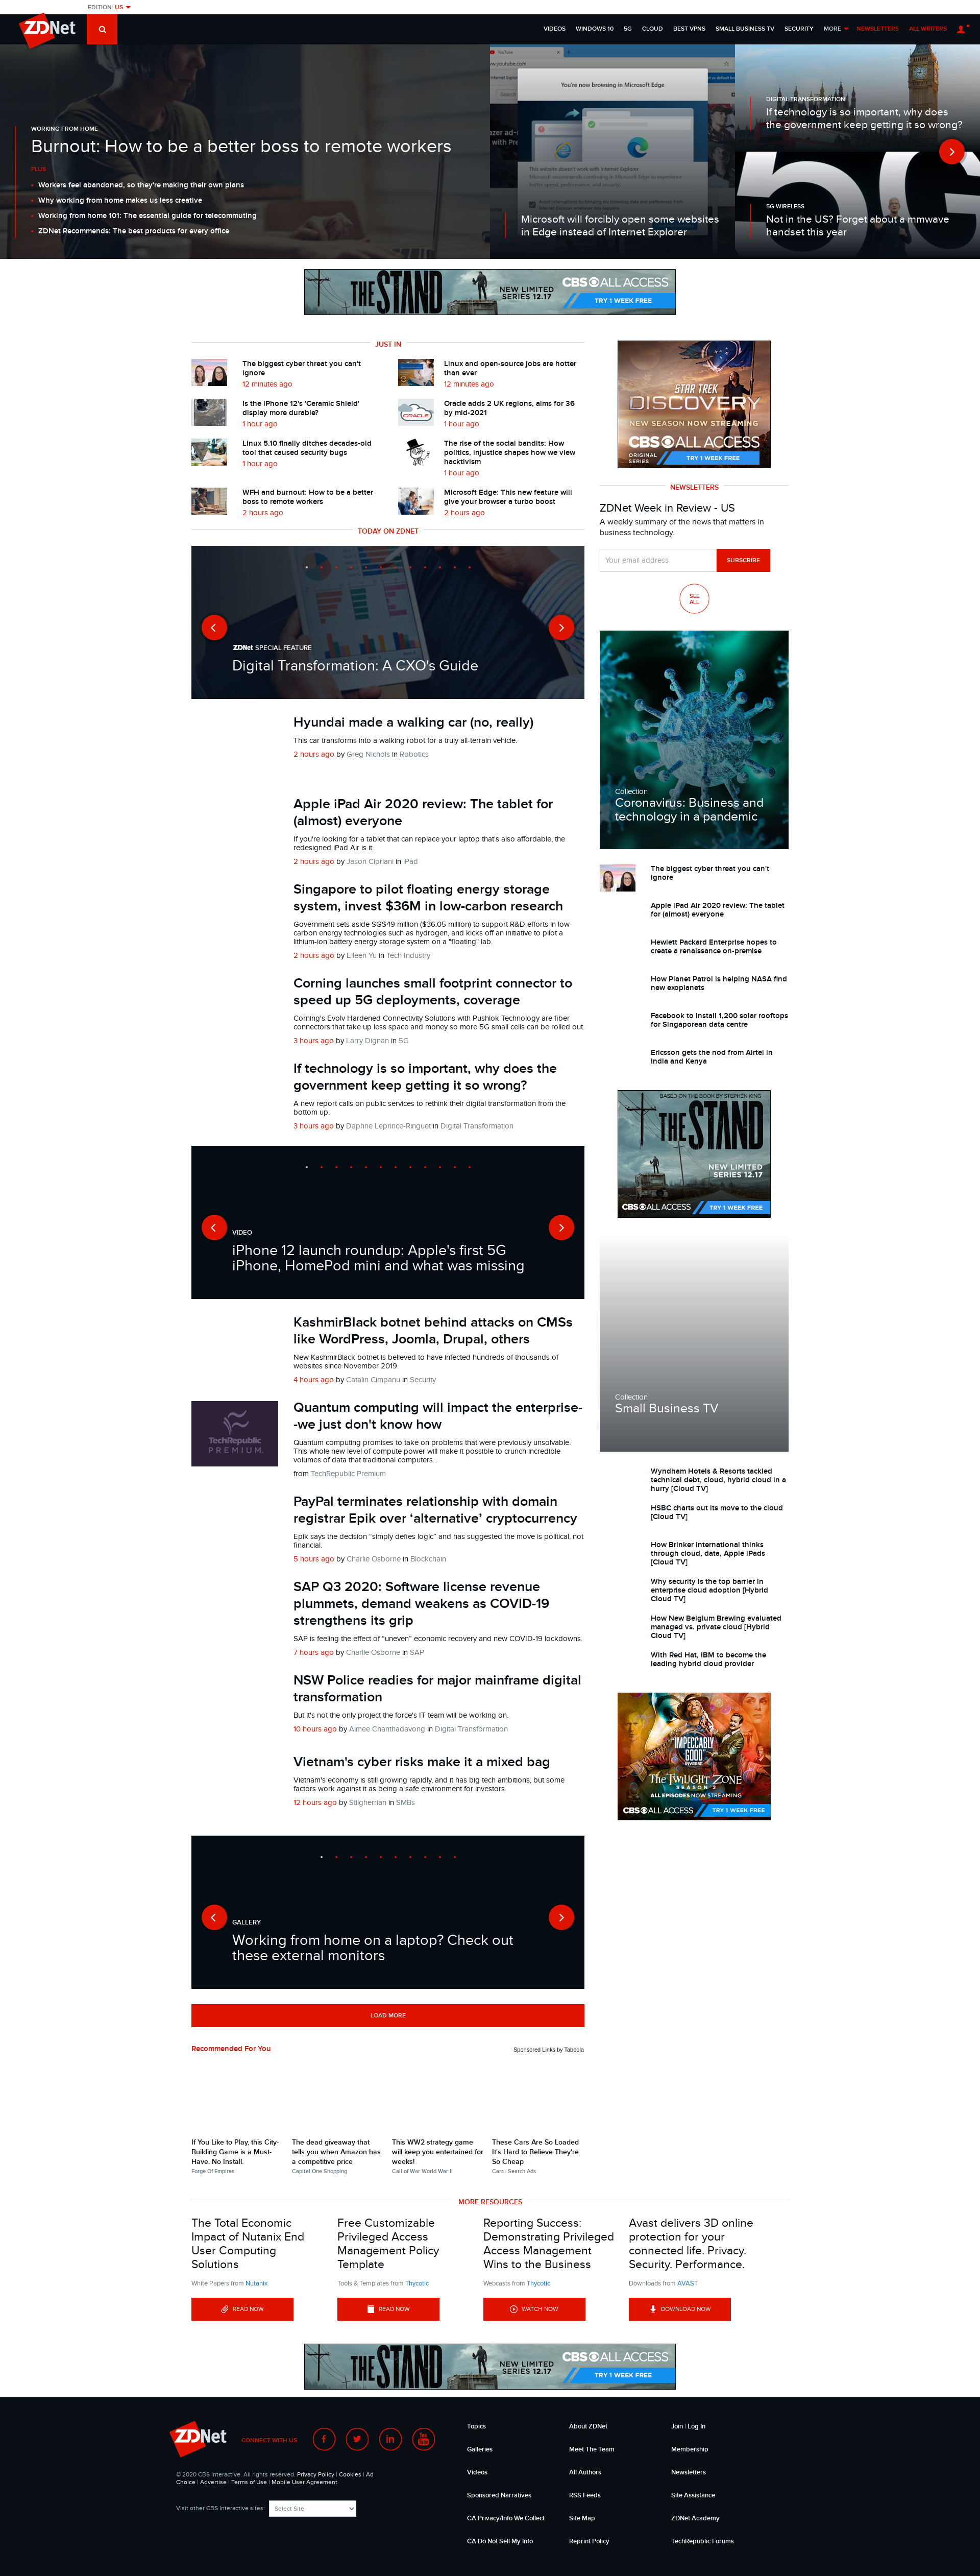 EDITION: US
ZDNet
VIDEOS WINDOWS 10 5G CLOUD BEST VPNS SMALL BUSINESS TV SECURITY MORE NEWSLETTERS ALL WRITERS
WORKING FROM HOME
Burnout: How to be a better boss to remote workers
PLUS
Workers feel abandoned, so they're making their own plans
Why working from home makes us less creative
Working from home 101: The essential guide for telecommuting
ZDNet Recommends: The best products for every office
You're now browsing in Microsoft Edge
This website doesn't work with Internet Explorer
Microsoft will forcibly open some websites
in Edge instead of Internet Explorer
DIGITAL TRANSFORMATION
If technology is so important, why does
the government keep getting it so wrong?
5G WIRELESS
Not in the US? Forget about a mmwave
handset this year
THE STAND
NEW LIMITED
SERIES 12.17
CBS ALL ACCESS
TRY 1 WEEK FREE
JUST IN
The biggest cyber threat you can't
ignore
12 minutes ago
Linux and open-source jobs are hotter
than ever
12 minutes ago
Is the iPhone 12's 'Ceramic Shield'
display more durable?
1 hour ago
ORACLE
Oracle adds 2 UK regions, aims for 36
by mid-2021
1 hour ago
Linux 5.10 finally ditches decades-old
tool that caused security bugs
1 hour ago
The rise of the social bandits: How
politics, injustice shapes how we view
hacktivism
1 hour ago
WFH and burnout: How to be a better
boss to remote workers
2 hours ago
Microsoft Edge: This new feature will
give your browser a turbo boost
2 hours ago
STAR TREK
DISCOVERY
NEW SEASON NOW STREAMING
CBS ALL ACCESS
ORIGINAL
SERIES
TRY 1 WEEK FREE
NEWSLETTERS
ZDNet Week in Review - US
A weekly summary of the news that matters in
business technology.
Your email address
SUBSCRIBE
SEE
ALL
TODAY ON ZDNET
ZDNet SPECIAL FEATURE
Digital Transformation: A CXO's Guide
Hyundai made a walking car (no, really)
This car transforms into a walking robot for a truly all-terrain vehicle.
2 hours ago by Greg Nichols in Robotics
Apple iPad Air 2020 review: The tablet for
(almost) everyone
If you're looking for a tablet that can replace your laptop that's also affordable, the
redesigned iPad Air is it.
2 hours ago by Jason Cipriani in iPad
Singapore to pilot floating energy storage
system, invest $36M in low-carbon research
Government sets aside SG$49 million ($36.05 million) to support R&D efforts in low-
carbon energy technologies such as hydrogen, and kicks off an initiative to pilot a
lithium-ion battery energy storage system on a "floating" lab.
2 hours ago by Eileen Yu in Tech Industry
Corning launches small footprint connector to
speed up 5G deployments, coverage
Corning's Evolv Hardened Connectivity Solutions with Pushlok Technology are fiber
connectors that take up less space and money so more 5G small cells can be rolled out.
3 hours ago by Larry Dignan in 5G
If technology is so important, why does the
government keep getting it so wrong?
A new report calls on public services to rethink their digital transformation from the
bottom up.
3 hours ago by Daphne Leprince-Ringuet in Digital Transformation
VIDEO
iPhone 12 launch roundup: Apple's first 5G
iPhone, HomePod mini and what was missing
KashmirBlack botnet behind attacks on CMSs
like WordPress, Joomla, Drupal, others
New KashmirBlack botnet is believed to have infected hundreds of thousands of
websites since November 2019.
4 hours ago by Catalin Cimpanu in Security
TechRepublic
PREMIUM.
Quantum computing will impact the enterprise-
-we just don't know how
Quantum computing promises to take on problems that were previously unsolvable.
This whole new level of compute power will make it possible to crunch incredible
volumes of data that traditional computers...
from TechRepublic Premium
PayPal terminates relationship with domain
registrar Epik over ‘alternative’ cryptocurrency
Epik says the decision “simply defies logic” and has suggested the move is political, not
financial.
5 hours ago by Charlie Osborne in Blockchain
SAP Q3 2020: Software license revenue
plummets, demand weakens as COVID-19
strengthens its grip
SAP is feeling the effect of “uneven” economic recovery and new COVID-19 lockdowns.
7 hours ago by Charlie Osborne in SAP
NSW Police readies for major mainframe digital
transformation
But it's not the only project the force's IT team will be working on.
10 hours ago by Aimee Chanthadavong in Digital Transformation
Vietnam's cyber risks make it a mixed bag
Vietnam's economy is still growing rapidly, and it has big tech ambitions, but some
factors work against it as being a safe environment for investors.
12 hours ago by Stilgherrian in SMBs
GALLERY
Working from home on a laptop? Check out
these external monitors
LOAD MORE
Collection
Coronavirus: Business and
technology in a pandemic
The biggest cyber threat you can't
ignore
Apple iPad Air 2020 review: The tablet
for (almost) everyone
Hewlett Packard Enterprise hopes to
create a renaissance on-premise
How Planet Patrol is helping NASA find
new exoplanets
Facebook to install 1,200 solar rooftops
for Singaporean data centre
Ericsson gets the nod from Airtel in
India and Kenya
BASED ON THE BOOK BY STEPHEN KING
THE STAND
NEW LIMITED
SERIES 12.17
CBS ALL ACCESS
TRY 1 WEEK FREE
Collection
Small Business TV
Wyndham Hotels & Resorts tackled
technical debt, cloud, hybrid cloud in a
hurry [Cloud TV]
HSBC charts out its move to the cloud
[Cloud TV]
How Brinker International thinks
through cloud, data, Apple iPads
[Cloud TV]
Why security is the top barrier in
enterprise cloud adoption [Hybrid
Cloud TV]
How New Belgium Brewing evaluated
managed vs. private cloud [Hybrid
Cloud TV]
With Red Hat, IBM to become the
leading hybrid cloud provider
IMPECCABLY
GOOD
THE TWILIGHT ZONE
SEASON 2
ALL EPISODES NOW STREAMING
CBS ALL ACCESS
TRY 1 WEEK FREE
Recommended For You
Sponsored Links by Taboola
If You Like to Play, this City-
Building Game is a Must-
Have. No Install.
Forge Of Empires
The dead giveaway that
tells you when Amazon has
a competitive price
Capital One Shopping
This WW2 strategy game
will keep you entertained for
weeks!
Call of War World War II
These Cars Are So Loaded
It's Hard to Believe They're
So Cheap
Cars | Search Ads
MORE RESOURCES
The Total Economic
Impact of Nutanix End
User Computing
Solutions
White Papers from Nutanix
READ NOW
Free Customizable
Privileged Access
Management Policy
Template
Tools & Templates from Thycotic
READ NOW
Reporting Success:
Demonstrating Privileged
Access Management
Wins to the Business
Webcasts from Thycotic
WATCH NOW
Avast delivers 3D online
protection for your
connected life. Privacy.
Security. Performance.
Downloads from AVAST
DOWNLOAD NOW
THE STAND
NEW LIMITED
SERIES 12.17
CBS ALL ACCESS
TRY 1 WEEK FREE
ZDNet
CONNECT WITH US
© 2020 CBS Interactive. All rights reserved. Privacy Policy | Cookies | Ad
Choice | Advertise | Terms of Use | Mobile User Agreement
Visit other CBS Interactive sites: Select Site
Topics
Galleries
Videos
Sponsored Narratives
CA Privacy/Info We Collect
CA Do Not Sell My Info
About ZDNet
Meet The Team
All Authors
RSS Feeds
Site Map
Reprint Policy
Join | Log In
Membership
Newsletters
Site Assistance
ZDNet Academy
TechRepublic Forums